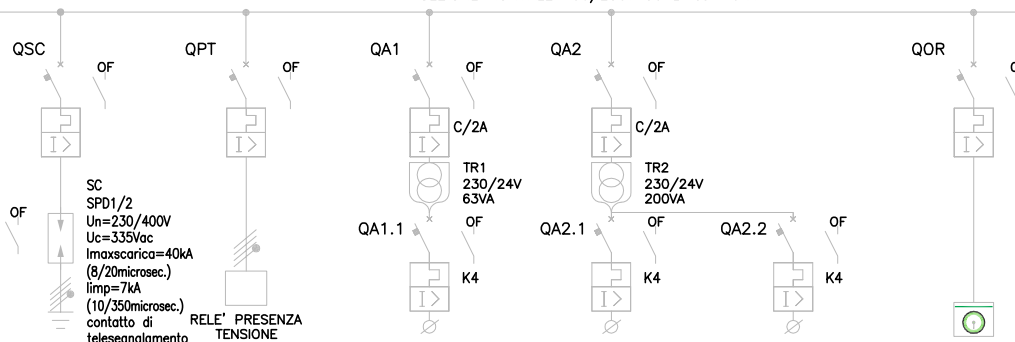 QSC
OF
QPT
OF
QA1
OF
C/2A
QA2
OF
C/2A
QOR
TR1
230/24V
63VA
TR2
230/24V
200VA
OF
SC
SPD1/2
Un=230/400V
Uc=335Vac
Imaxscarica=40kA
(8/20microsec.)
Iimp=7kA
(10/350microsec.)
contatto di
telesegnalamento
RELE' PRESENZA
TENSIONE
QA1.1
OF
K4
QA2.1
OF
K4
QA2.2
OF
K4
I >
I >
I >
I >
I >
I >
I >
I >